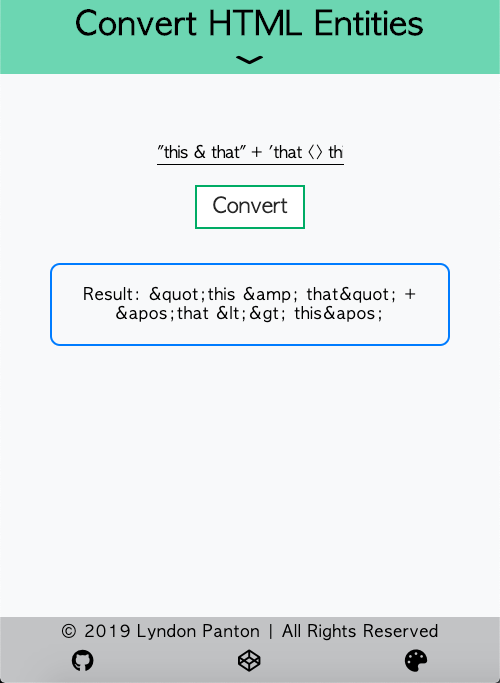 Convert HTML Entities
"this & that" + 'that <> th
Convert
Result: &quot;this &amp; that&quot; +
&apos;that &lt;&gt; this&apos;
© 2019 Lyndon Panton | All Rights Reserved